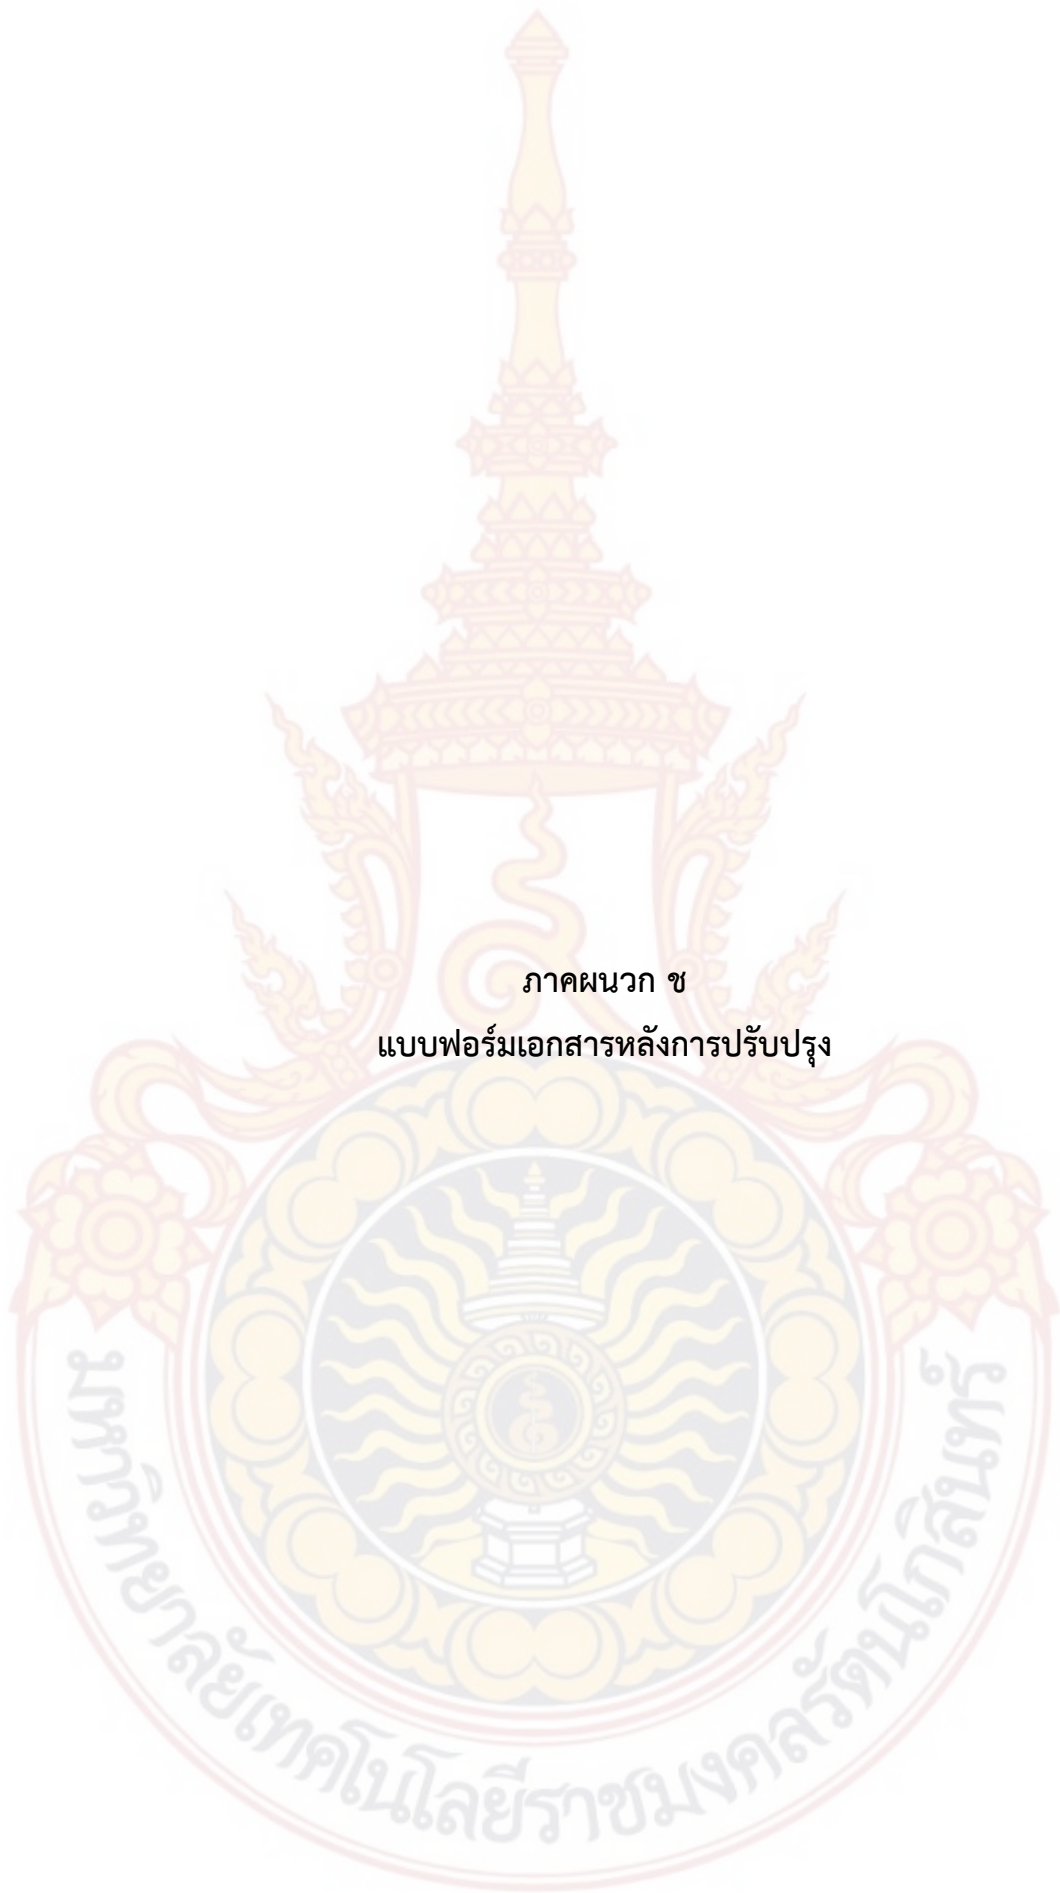 ภาคผนวก ช
แบบฟอร์มเอกสารหลังการปรับปรุง
มหาวิทยาลัยเทคโนโลยีราชมงคลรัตนโกสินทร์